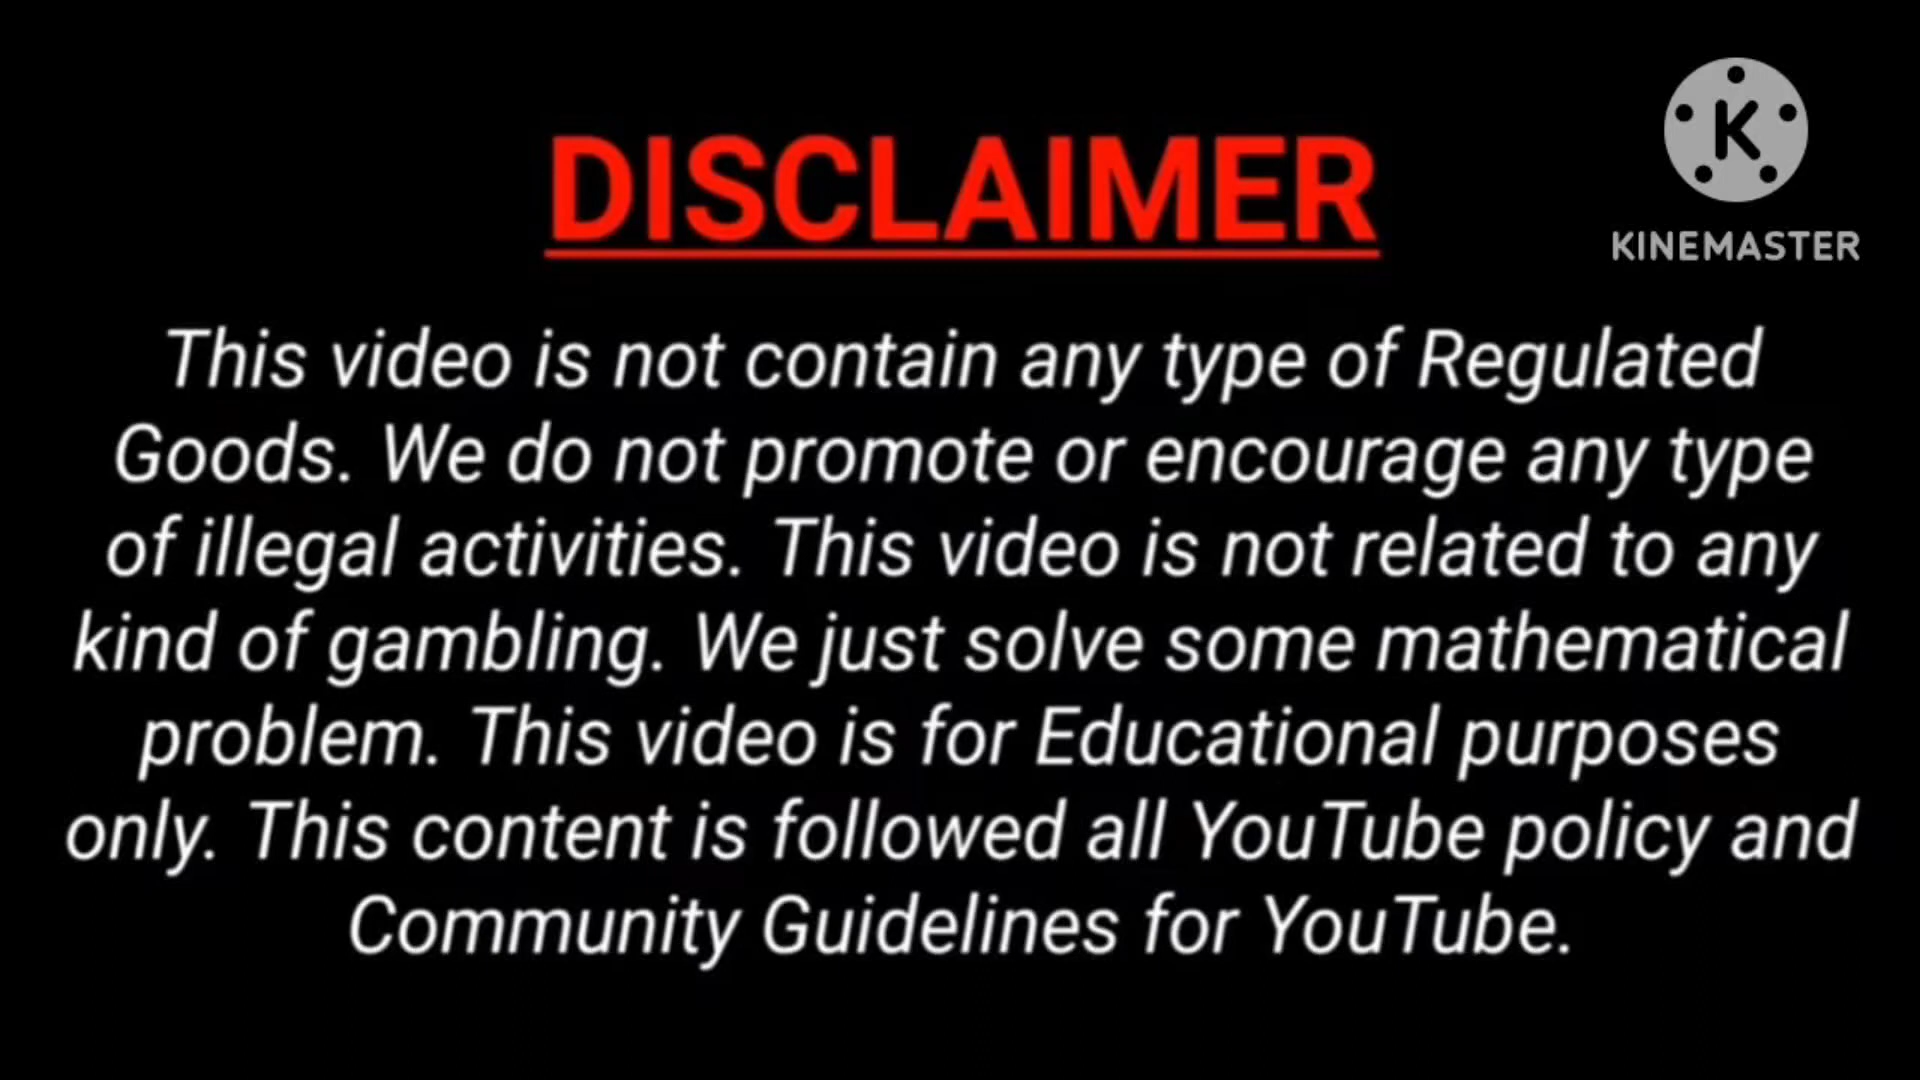 DISCLAIMER
K
KINEMASTER
This video is not contain any type of Regulated
Goods. We do not promote or encourage any type
of illegal activities. This video is not related to any
kind of gambling. We just solve some mathematical
problem. This video is for Educational purposes
only. This content is followed all YouTube policy and
Community Guidelines for YouTube.